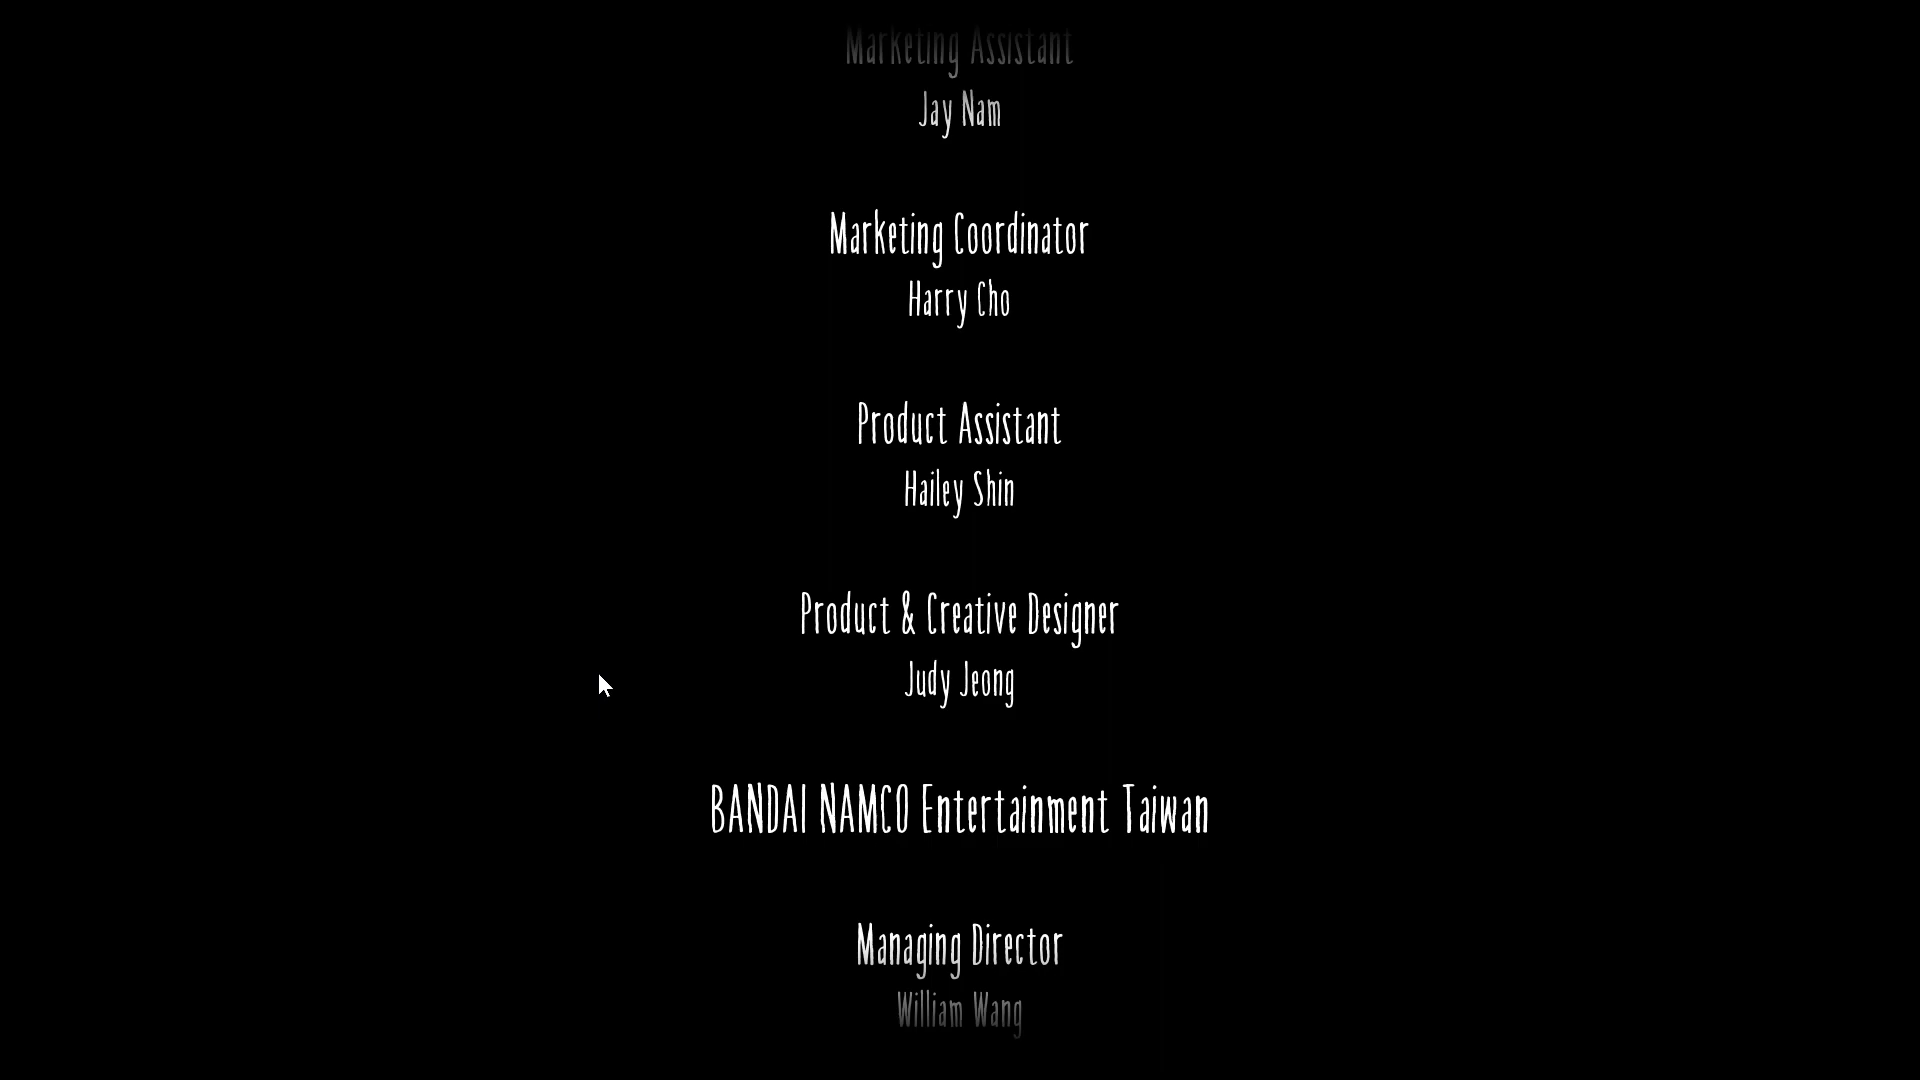 Marketing Assistant
Jay Nam
Marketing Coordinator
Harry Cho
Product Assistant
Hailey Shin
Product & Creative Designer
Judy Jeong
BANDAI NAMCO Entertainment Taiwan
Managing Director
William Wang